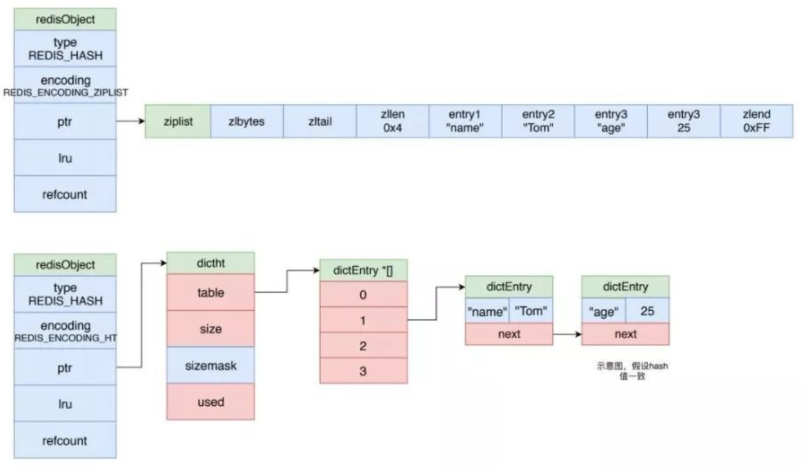 redisObject
type
REDIS_HASH
encoding
REDIS_ENCODING_ZIPLIST
ptr
lru
refcount
ziplist
zlbytes
zltail
zllen
0x4
entry1
"name"
entry2
"Tom"
entry3
"age"
entry3
25
zlend
0xFF
redisObject
type
REDIS_HASH
encoding
REDIS_ENCODING_HT
ptr
lru
refcount
dictht
table
size
sizemask
used
dictEntry *[]
0
1
2
3
dictEntry
"name" "Tom"
next
dictEntry
"age" 25
next
示意图，假设hash
值一致